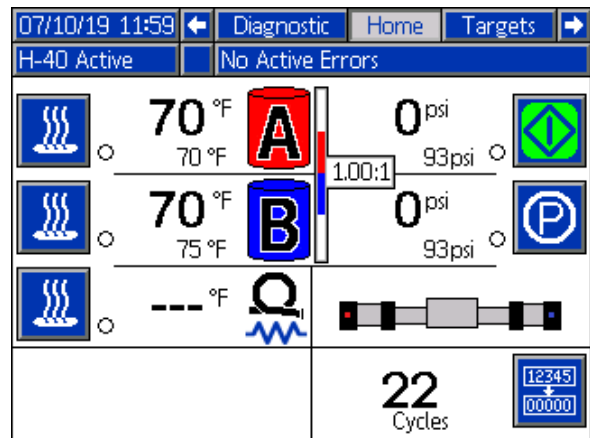 07/10/19 11:59 Diagnostic Home Targets
H-40 Active No Active Errors
70 °F A 0 psi
70 °F 93psi
1.00:1
70 °F B 0 psi P
75 °F 93psi
--- °F
22 12345
Cycles 00000